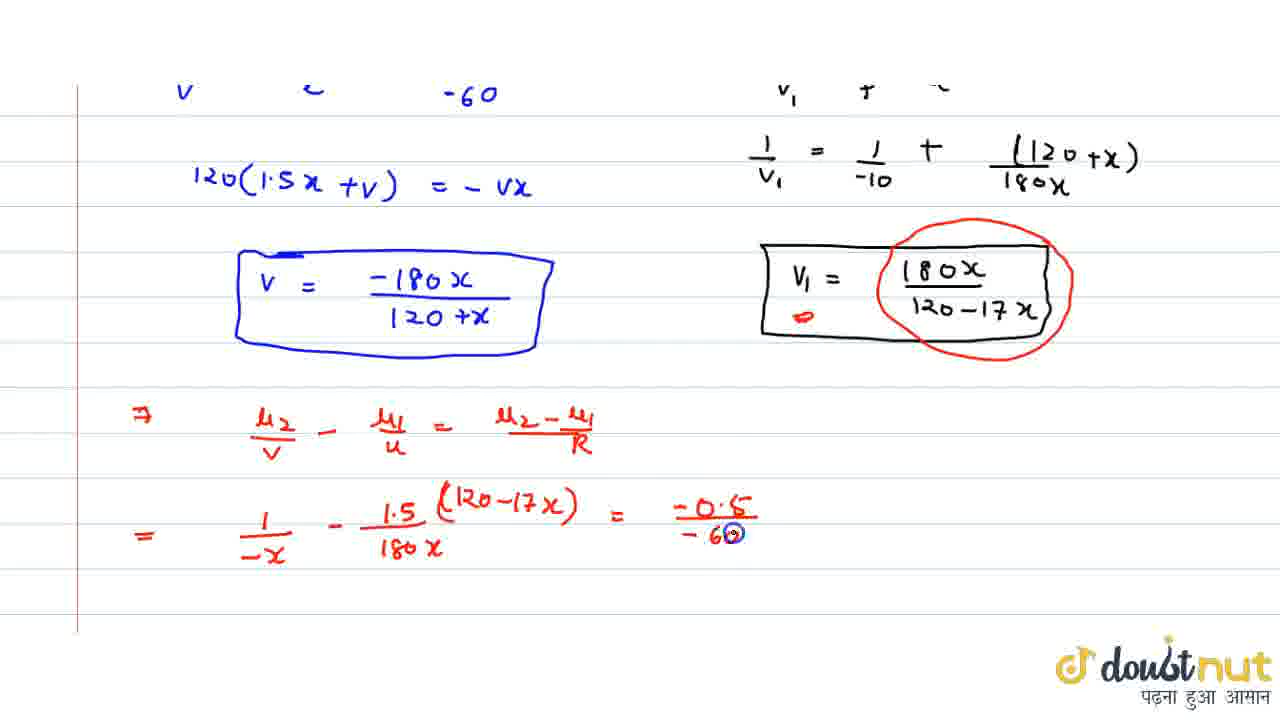 v -60
120(1.5x + v) = - vx
v = -180x / 120 + x
v₁ +
1/v₁ = 1/-10 + (120 + x)/180x
v₁ = 180x / 120 - 17x
⇒ μ₂/v - μ₁/u = μ₂ - μ₁/R
= 1/-x - 1.5/180x (120 - 17x) = -0.5/-60
doubtnut
पढ़ना हुआ आसान